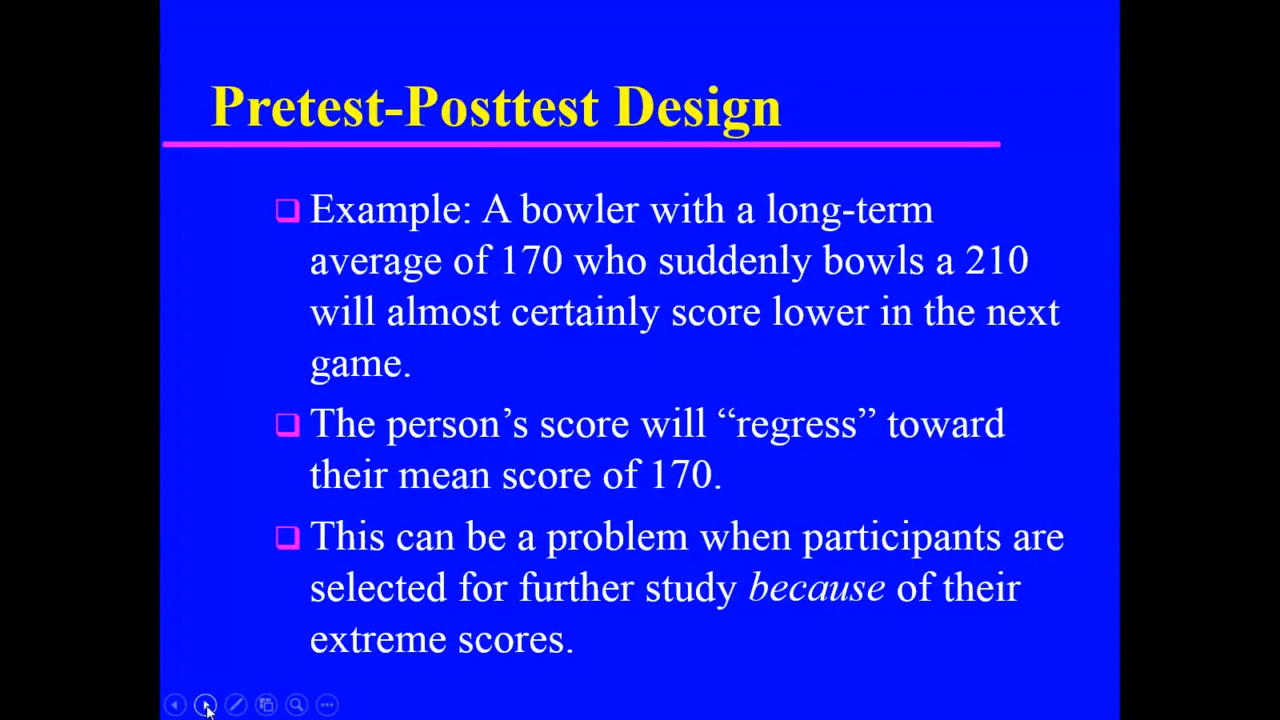 Pretest-Posttest Design
Example: A bowler with a long-term
average of 170 who suddenly bowls a 210
will almost certainly score lower in the next
game.
The person’s score will “regress” toward
their mean score of 170.
This can be a problem when participants are
selected for further study because of their
extreme scores.